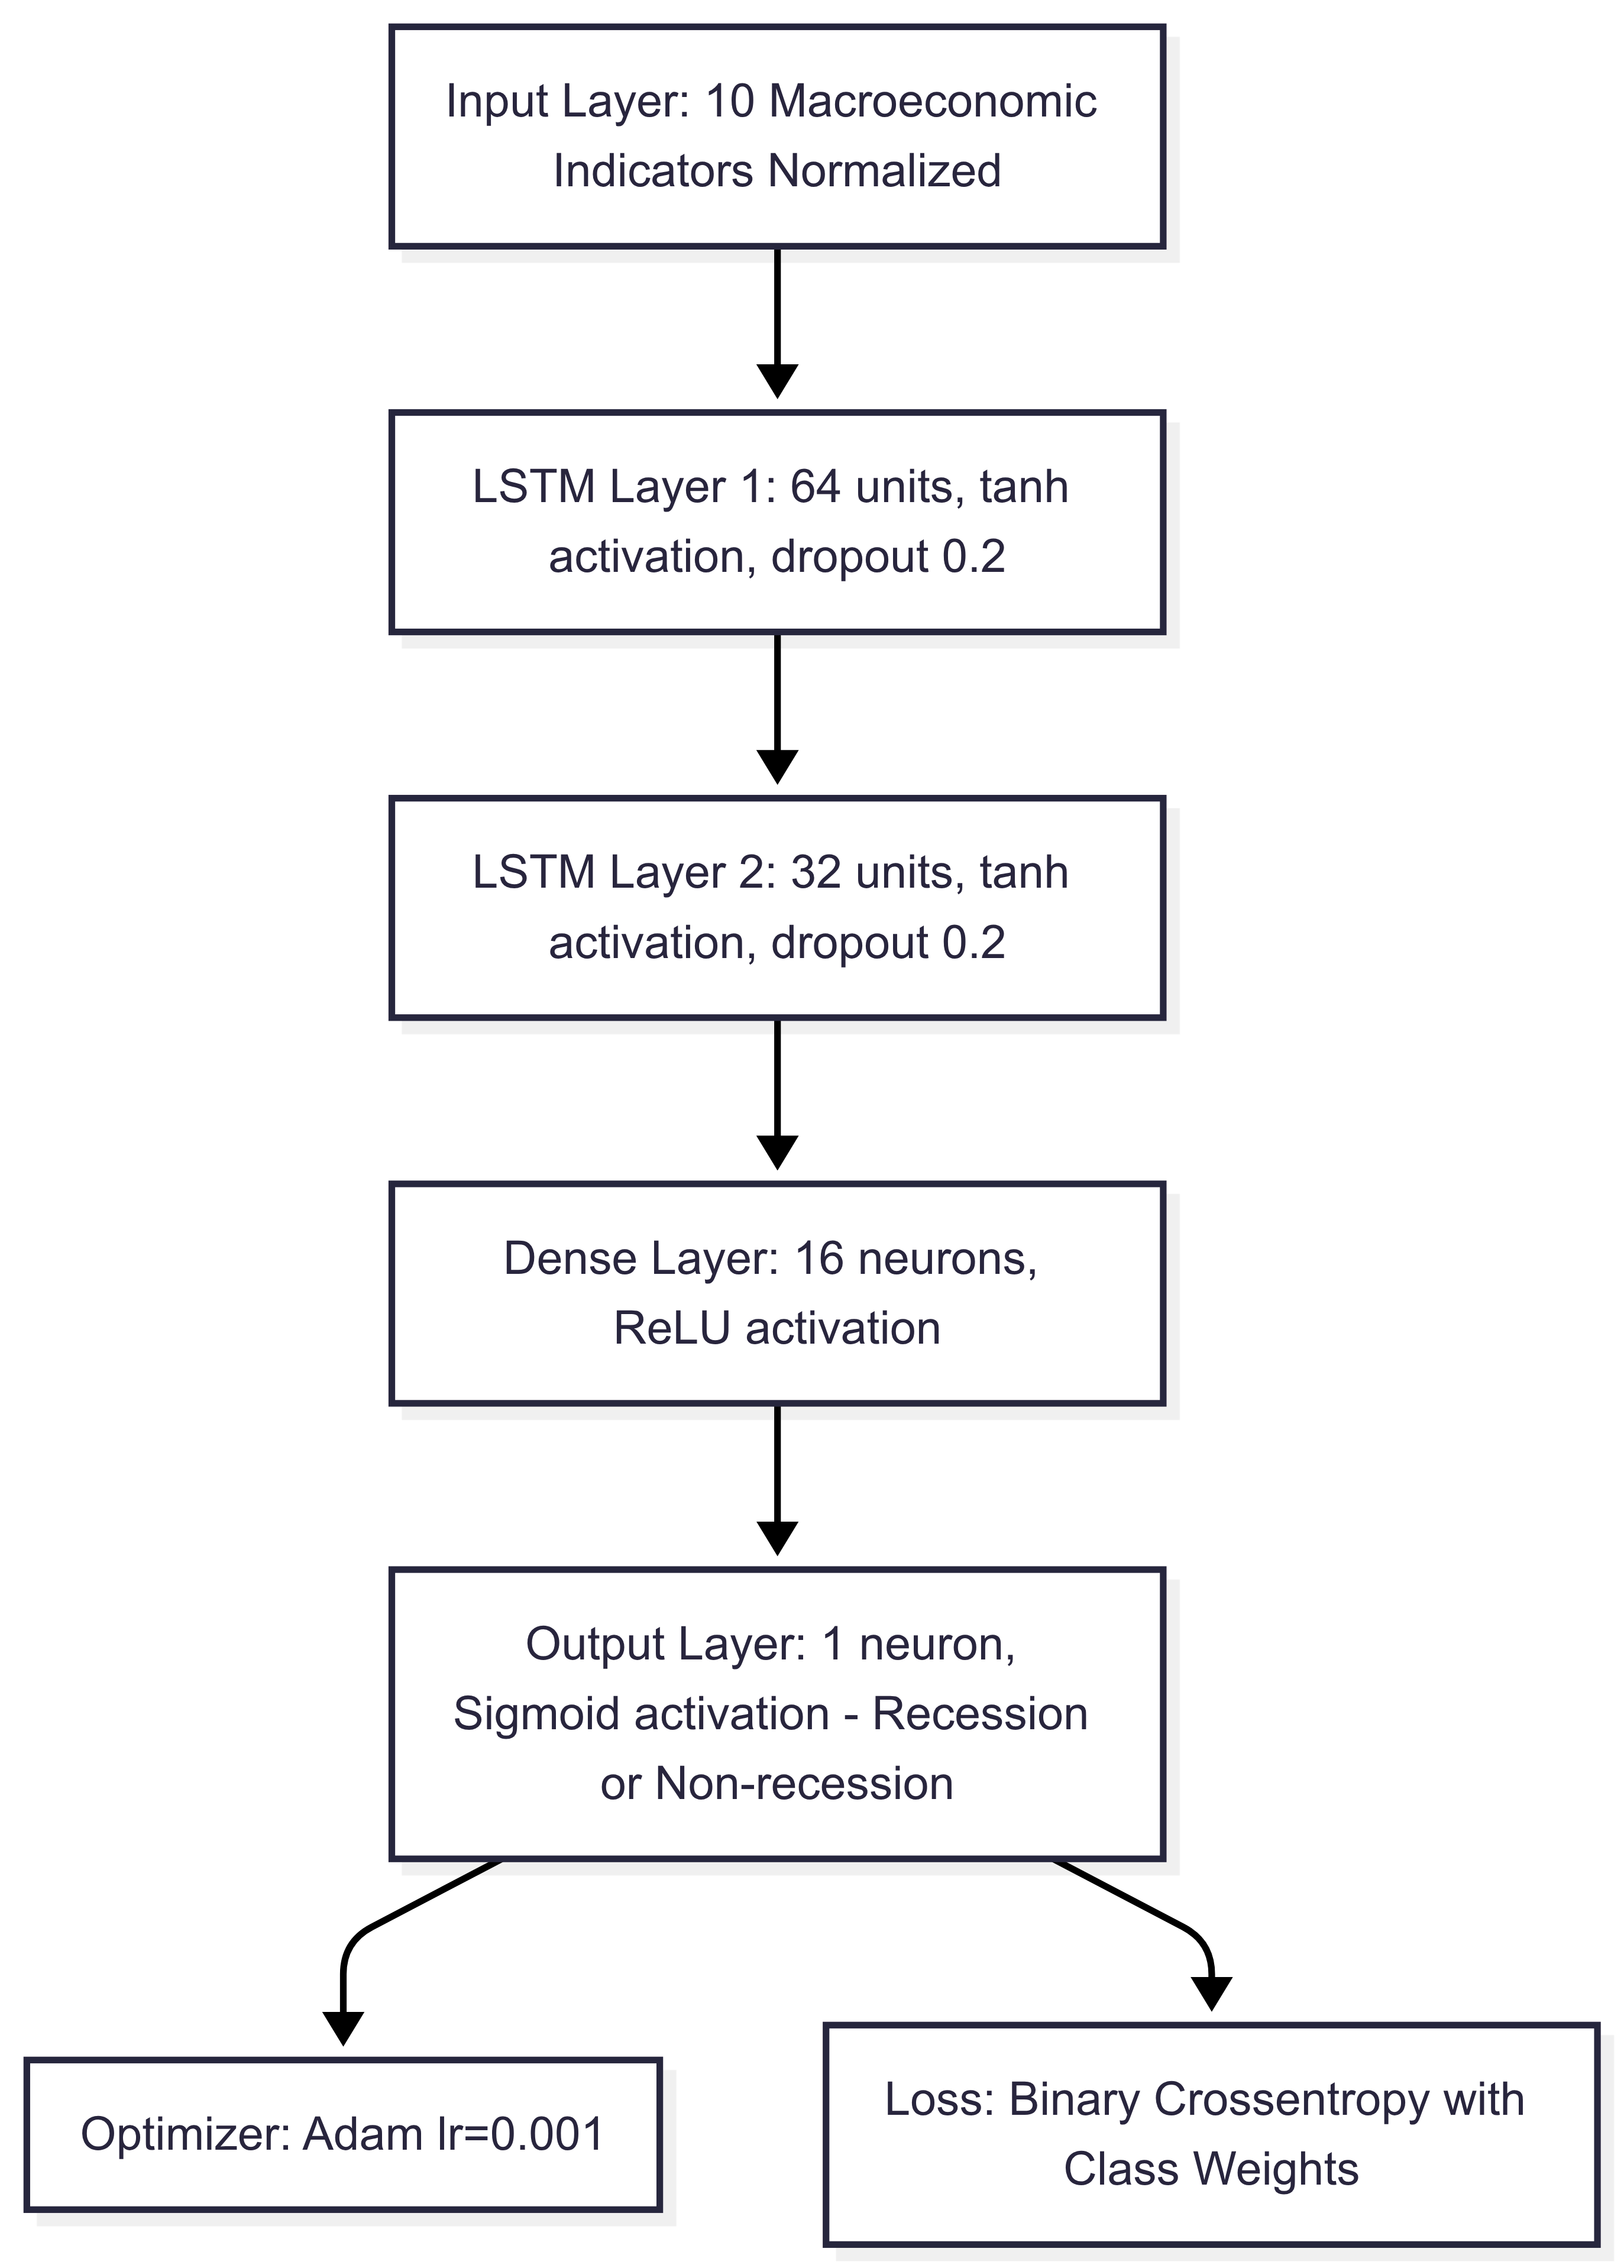 Input Layer: 10 Macroeconomic
Indicators Normalized
LSTM Layer 1: 64 units, tanh
activation, dropout 0.2
LSTM Layer 2: 32 units, tanh
activation, dropout 0.2
Dense Layer: 16 neurons,
ReLU activation
Output Layer: 1 neuron,
Sigmoid activation - Recession
or Non-recession
Optimizer: Adam lr=0.001
Loss: Binary Crossentropy with
Class Weights